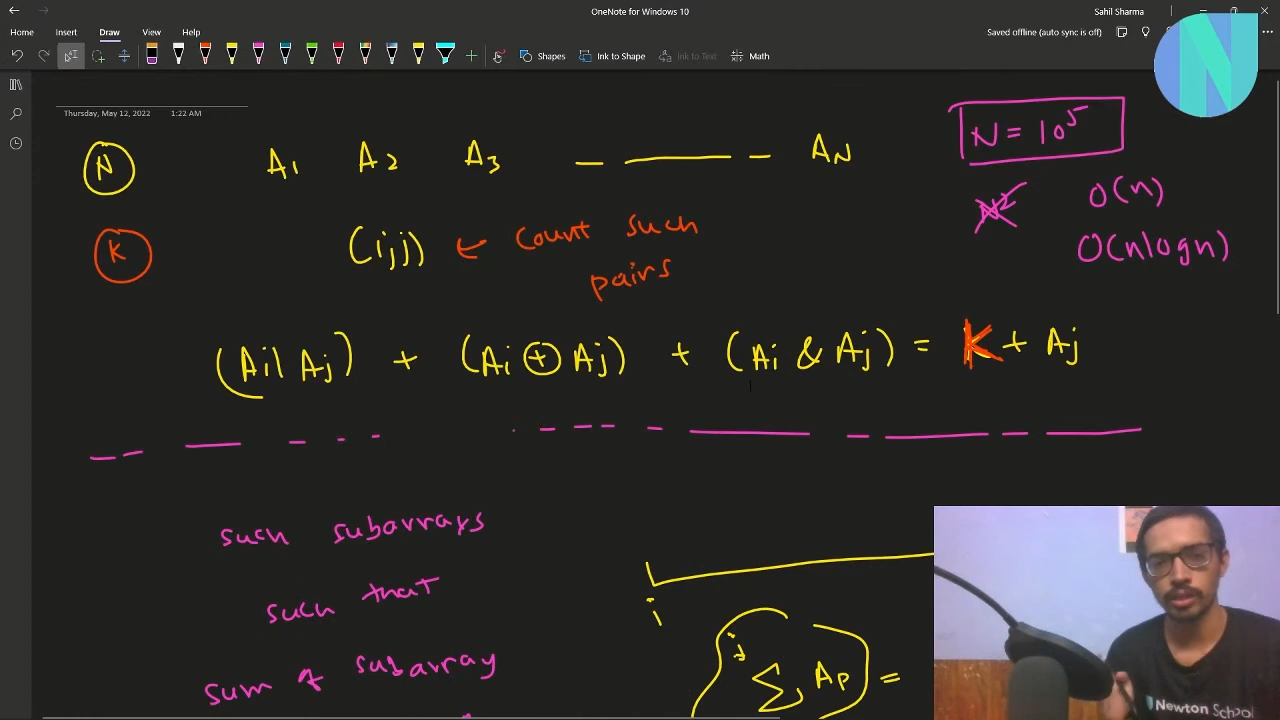 OneNote for Windows 10
Sahil Sharma
Home Insert Draw View Help
Saved offline (auto sync is off)
Shapes Ink to Shape Ink to Text Math
Thursday, May 12, 2022 1:22 AM
N A1 A2 A3 — ——— — AN
N = 10^5
N^2 O(n)
K (i,j) ← Count such
pairs
O(nlogn)
(Ai | Aj) + (Ai ⊕ Aj) + (Ai & Aj) = K + Aj
such subarrays
such that
i
sum of subarray
j
∑ Ap =
Newton School